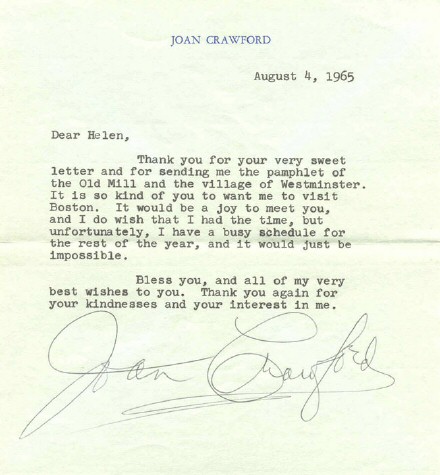 JOAN CRAWFORD
August 4, 1965
Dear Helen,
Thank you for your very sweet
letter and for sending me the pamphlet of
the Old Mill and the village of Westminster.
It is so kind of you to want me to visit
Boston. It would be a joy to meet you,
and I do wish that I had the time, but
unfortunately, I have a busy schedule for
the rest of the year, and it would just be
impossible.
Bless you, and all of my very
best wishes to you. Thank you again for
your kindnesses and your interest in me.
Joan Crawford